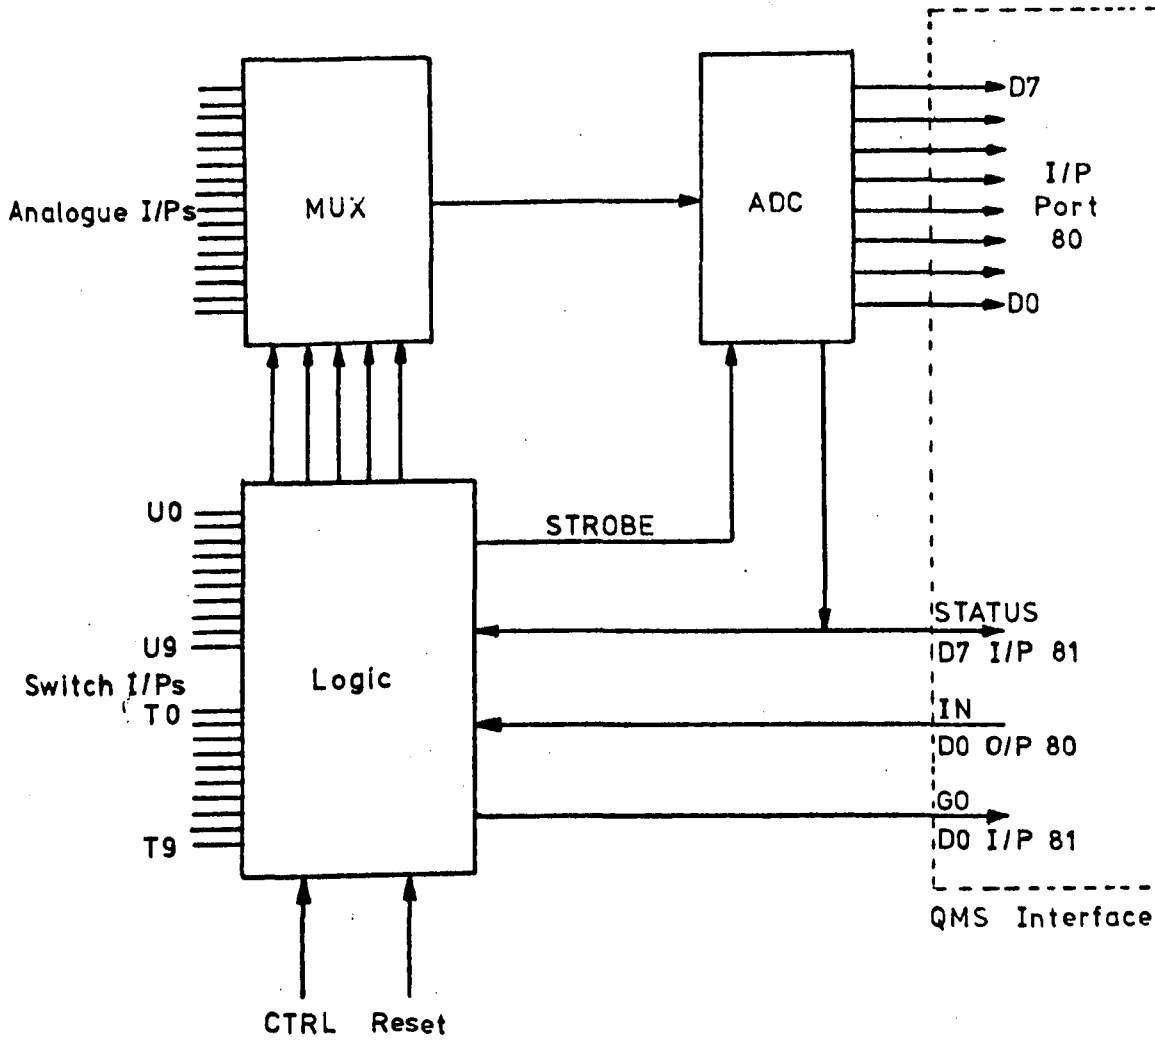 D7
Analogue I/Ps
MUX
ADC
I/P
Port
80
D0
U0
STROBE
U9
STATUS
D7 I/P 81
Switch I/Ps
Logic
T0
IN
D0 O/P 80
GO
D0 I/P 81
T9
QMS Interface
CTRL
Reset